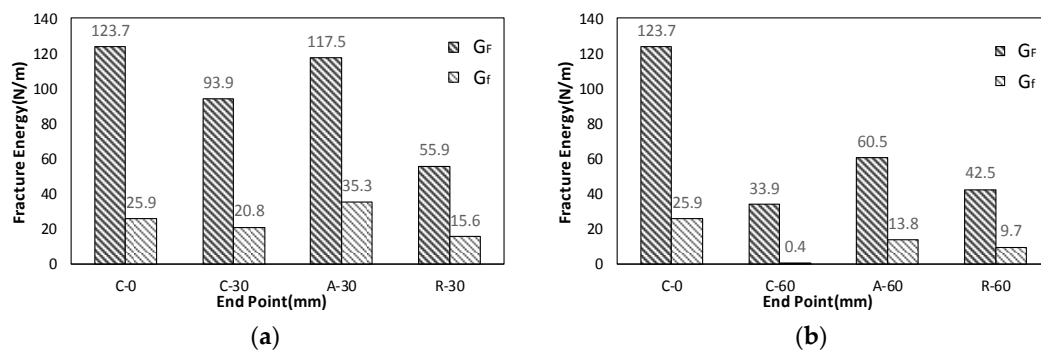 140
120
100
80
60
40
20
0
Fracture Energy(N/m)
123.7
25.9
93.9
20.8
117.5
35.3
55.9
15.6
GF
Gf
C-0 C-30 A-30 R-30
End Point(mm)
(a)
140
120
100
80
60
40
20
0
Fracture Energy(N/m)
123.7
25.9
33.9
0.4
60.5
13.8
42.5
9.7
GF
Gf
C-0 C-60 A-60 R-60
End Point(mm)
(b)